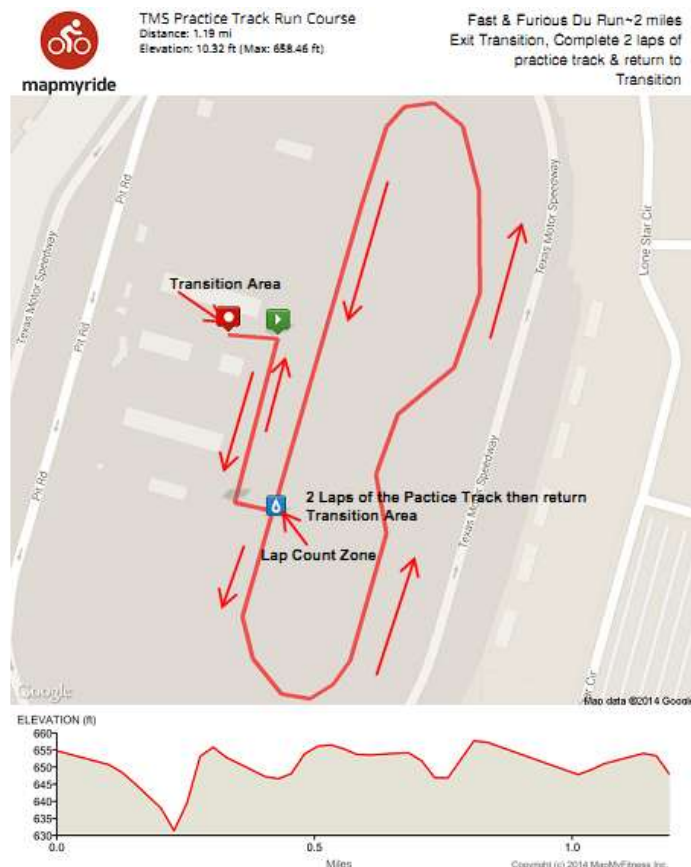 TMS Practice Track Run Course
Distance: 1.19 mi
Elevation: 10.32 ft (Max: 658.46 ft)
mapmyride
Fast & Furious Du Run~2 miles
Exit Transition, Complete 2 laps of
practice track & return to
Transition
Pit Rd
Texas Motor Speedway
Pit Rd
Pit Rd
Texas Motor Speedway
Texas Motor Speedway
Lone Star Cir
Transition Area
2 Laps of the Pactice Track then return
Transition Area
Lap Count Zone
Google
Map data ©2014 Google
ELEVATION (ft)
660
655
650
645
640
635
630
0.0
0.5
1.0
Miles
Copyright (c) 2014 MapMyFitness Inc.